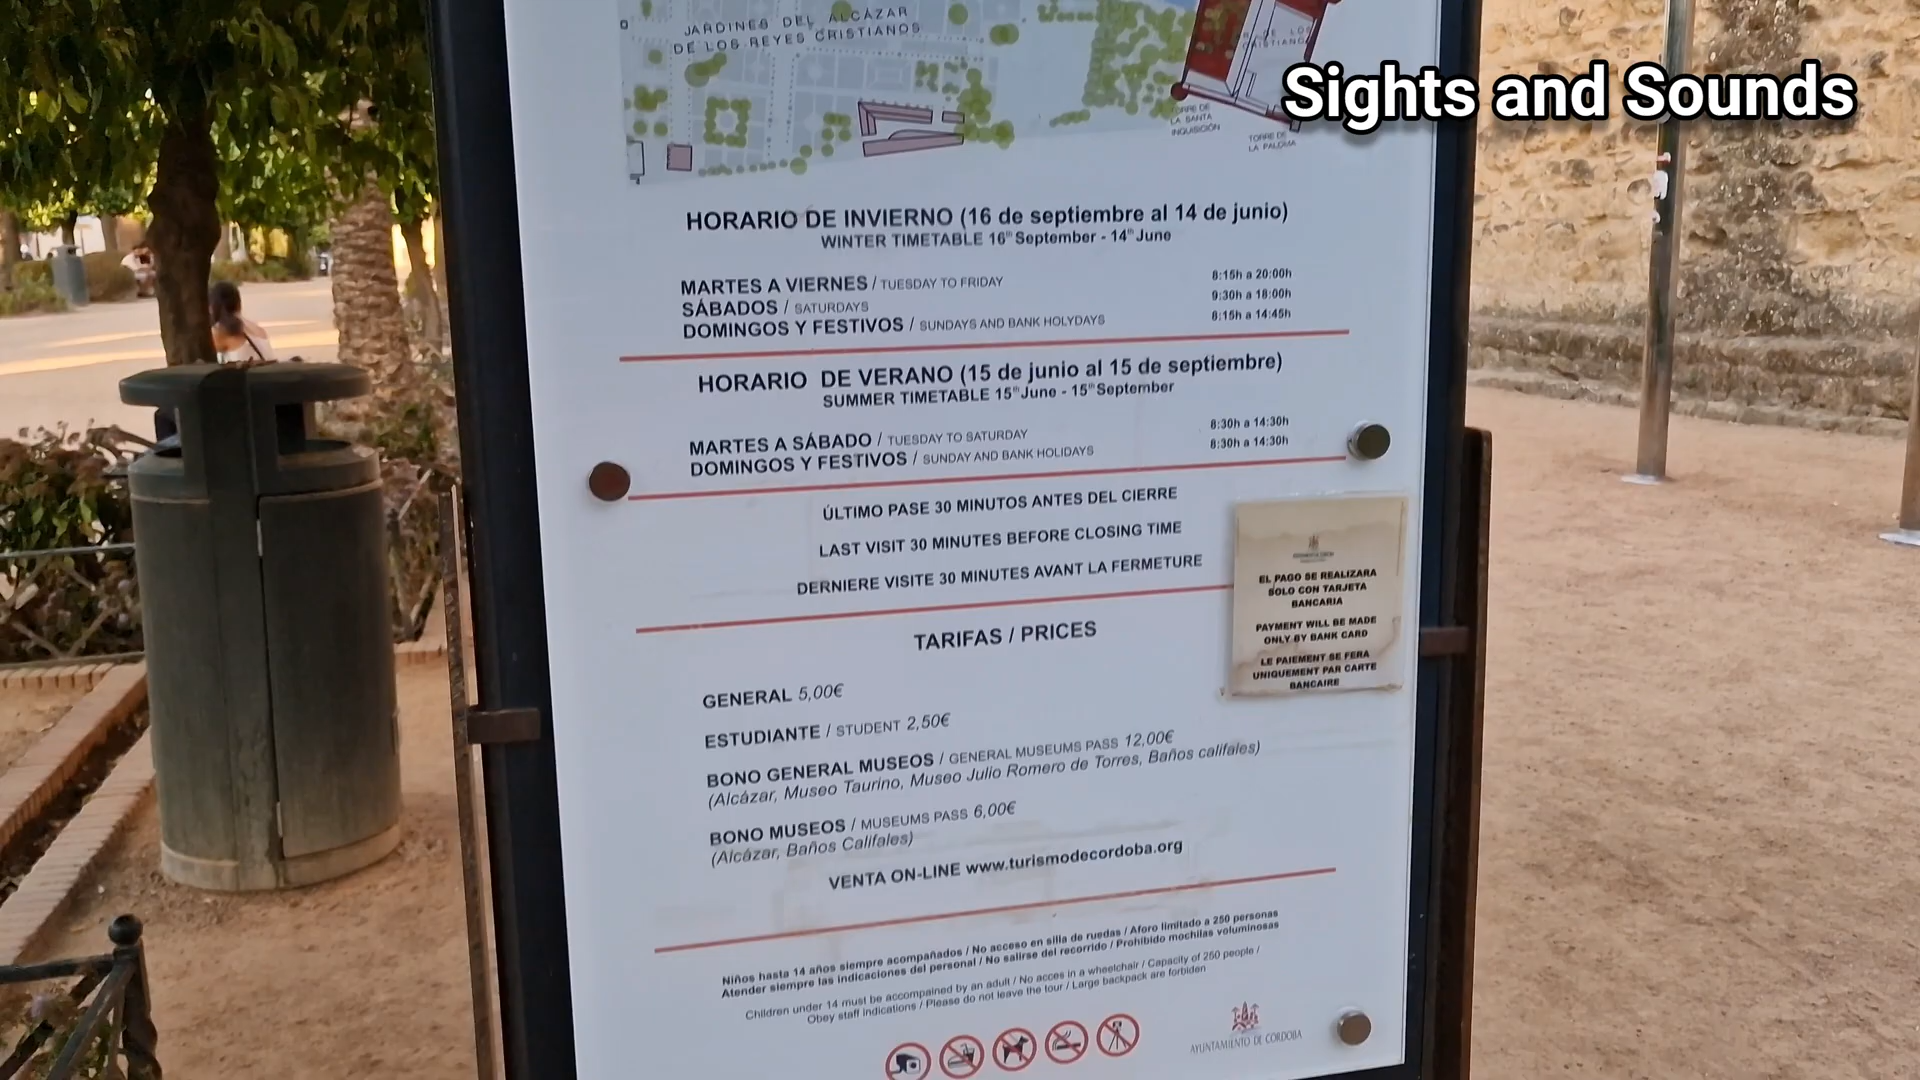 JARDINES DEL ALCÁZAR
DE LOS REYES CRISTIANOS
Sights and Sounds
TORRE DE
LA SANTA
INQUISICIÓN
TORRE DE
LA PALOMA
HORARIO DE INVIERNO (16 de septiembre al 14 de junio)
WINTER TIMETABLE 16th September - 14th June
MARTES A VIERNES / TUESDAY TO FRIDAY 8:15h a 20:00h
SÁBADOS / SATURDAYS 9:30h a 18:00h
DOMINGOS Y FESTIVOS / SUNDAYS AND BANK HOLYDAYS 8:15h a 14:45h
HORARIO DE VERANO (15 de junio al 15 de septiembre)
SUMMER TIMETABLE 15th June - 15th September
MARTES A SÁBADO / TUESDAY TO SATURDAY 8:30h a 14:30h
DOMINGOS Y FESTIVOS / SUNDAY AND BANK HOLIDAYS 8:30h a 14:30h
ÚLTIMO PASE 30 MINUTOS ANTES DEL CIERRE
LAST VISIT 30 MINUTES BEFORE CLOSING TIME
DERNIERE VISITE 30 MINUTES AVANT LA FERMETURE
EL PAGO SE REALIZARA
SOLO CON TARJETA
BANCARIA
PAYMENT WILL BE MADE
ONLY BY BANK CARD
LE PAIEMENT SE FERA
UNIQUEMENT PAR CARTE
BANCAIRE
TARIFAS / PRICES
GENERAL 5,00€
ESTUDIANTE / STUDENT 2,50€
BONO GENERAL MUSEOS / GENERAL MUSEUMS PASS 12,00€
(Alcázar, Museo Taurino, Museo Julio Romero de Torres, Baños califales)
BONO MUSEOS / MUSEUMS PASS 6,00€
(Alcázar, Baños Califales)
VENTA ON-LINE www.turismodecordoba.org
Niños hasta 14 años siempre acompañados / No acceso en silla de ruedas / Aforo limitado a 250 personas
Atender siempre las indicaciones del personal / No salirse del recorrido / Prohibido mochilas voluminosas
Children under 14 must be accompained by an adult / No acces in a wheelchair / Capacity of 250 people /
Obey staff indications / Please do not leave the tour / Large backpack are forbiden
AYUNTAMIENTO DE CÓRDOBA